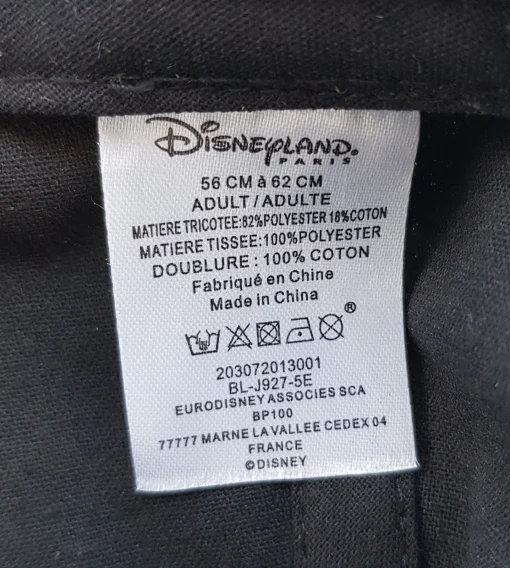 Disneyland.
PARIS
56 CM à 62 CM
ADULT / ADULTE
MATIERE TRICOTEE:82%POLYESTER 18%COTON
MATIERE TISSEE:100%POLYESTER
DOUBLURE : 100% COTON
Fabriqué en Chine
Made in China
®
203072013001
BL-J927-5E
EURODISNEY ASSOCIES SCA
BP100
77777 MARNE LA VALLEE CEDEX 04
FRANCE
©DISNEY